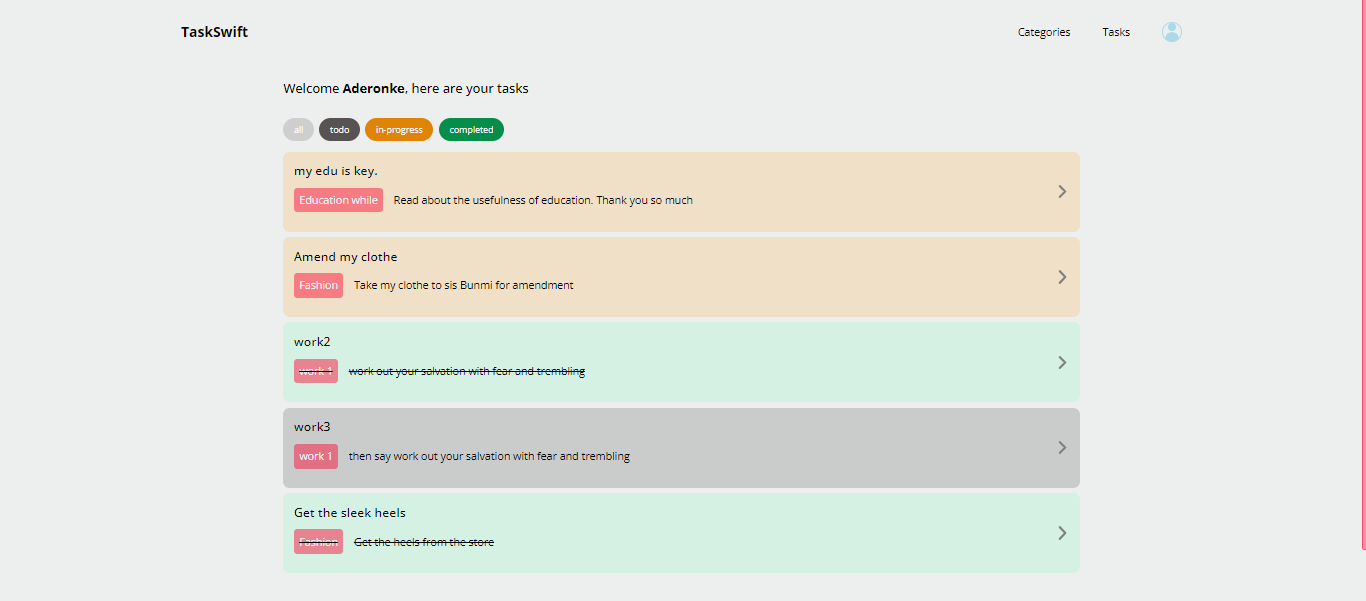 TaskSwift
Categories
Tasks
Welcome Aderonke, here are your tasks
all
todo
in-progress
completed
my edu is key.
Education while
Read about the usefulness of education. Thank you so much
Amend my clothe
Fashion
Take my clothe to sis Bunmi for amendment
work2
work 1
work out your salvation with fear and trembling
work3
work 1
then say work out your salvation with fear and trembling
Get the sleek heels
Fashion
Get the heels from the store